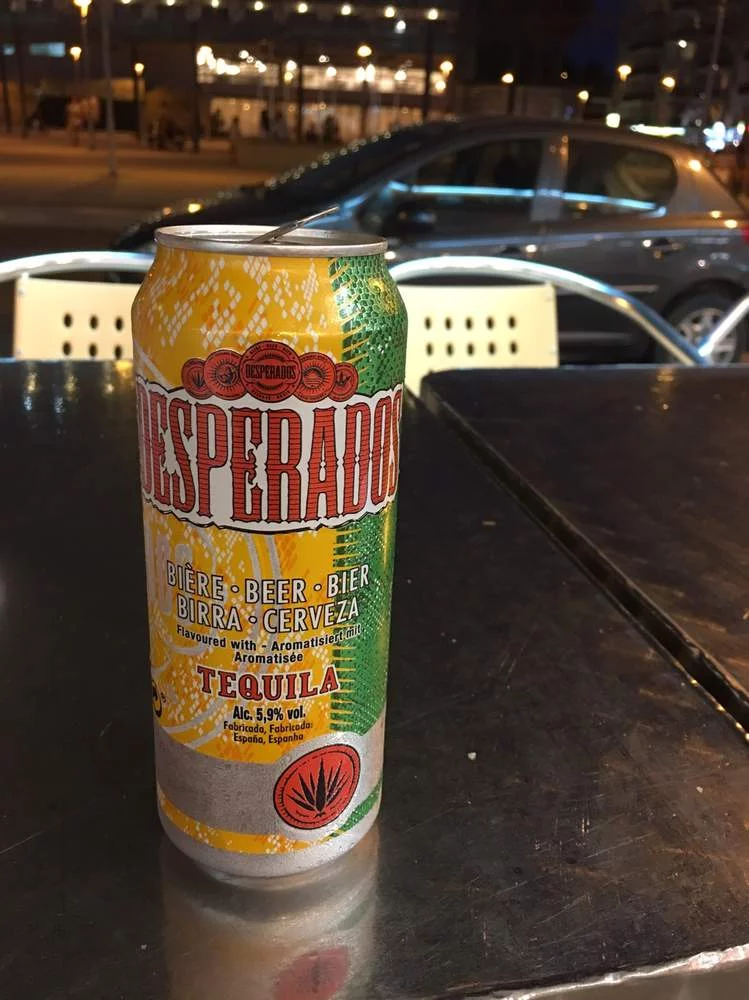 DESPERADOS
DESPERADOS
BIÈRE · BEER · BIER
BIRRA · CERVEZA
Flavoured with - Aromatisiert mit
Aromatisée
TEQUILA
Alc. 5,9% vol.
Fabricada, Fabricado:
España, Espanha